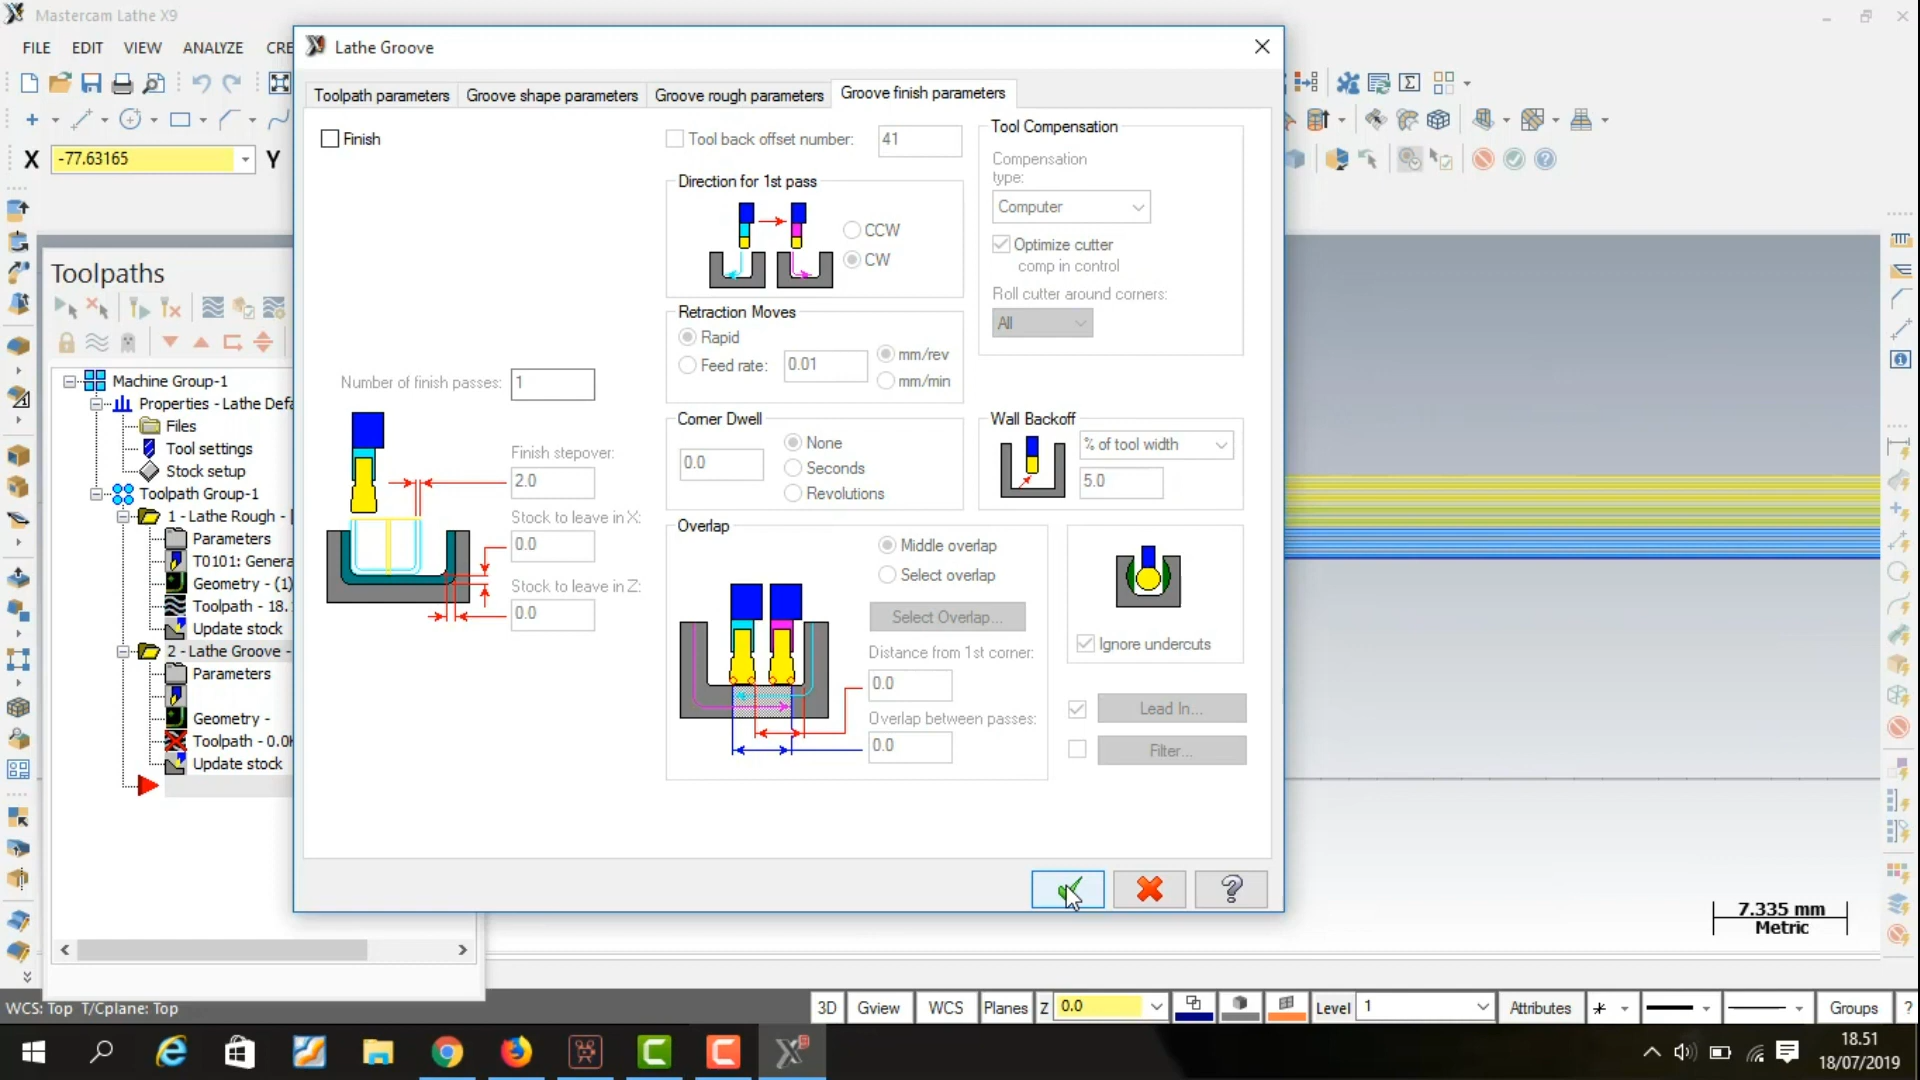 Mastercam Lathe X9
FILE EDIT VIEW ANALYZE CRE
X -77.63165 Y
Lathe Groove
Toolpath parameters Groove shape parameters Groove rough parameters Groove finish parameters
Finish
Tool back offset number: 41
Direction for 1st pass
CCW
CW
Retraction Moves
Rapid
Feed rate: 0.01 mm/rev
mm/min
Number of finish passes: 1
Finish stepover:
2.0
Stock to leave in X:
0.0
Stock to leave in Z:
0.0
Corner Dwell
0.0
None
Seconds
Revolutions
Overlap
Middle overlap
Select overlap
Select Overlap...
Distance from 1st corner:
0.0
Overlap between passes:
0.0
Tool Compensation
Compensation
type:
Computer
Optimize cutter
comp in control
Roll cutter around corners:
All
Wall Backoff
% of tool width
5.0
Ignore undercuts
Lead In...
Filter...
Toolpaths
Machine Group-1
Properties - Lathe Defa
Files
Tool settings
Stock setup
Toolpath Group-1
1 - Lathe Rough - [
Parameters
T0101: Genera
Geometry - (1)
Toolpath - 18.
Update stock
2 - Lathe Groove -
Parameters
Geometry -
Toolpath - 0.0K
Update stock
7.335 mm
Metric
WCS: Top T/Cplane: Top
3D Gview WCS Planes Z 0.0 Level 1 Attributes Groups ?
18.51
18/07/2019